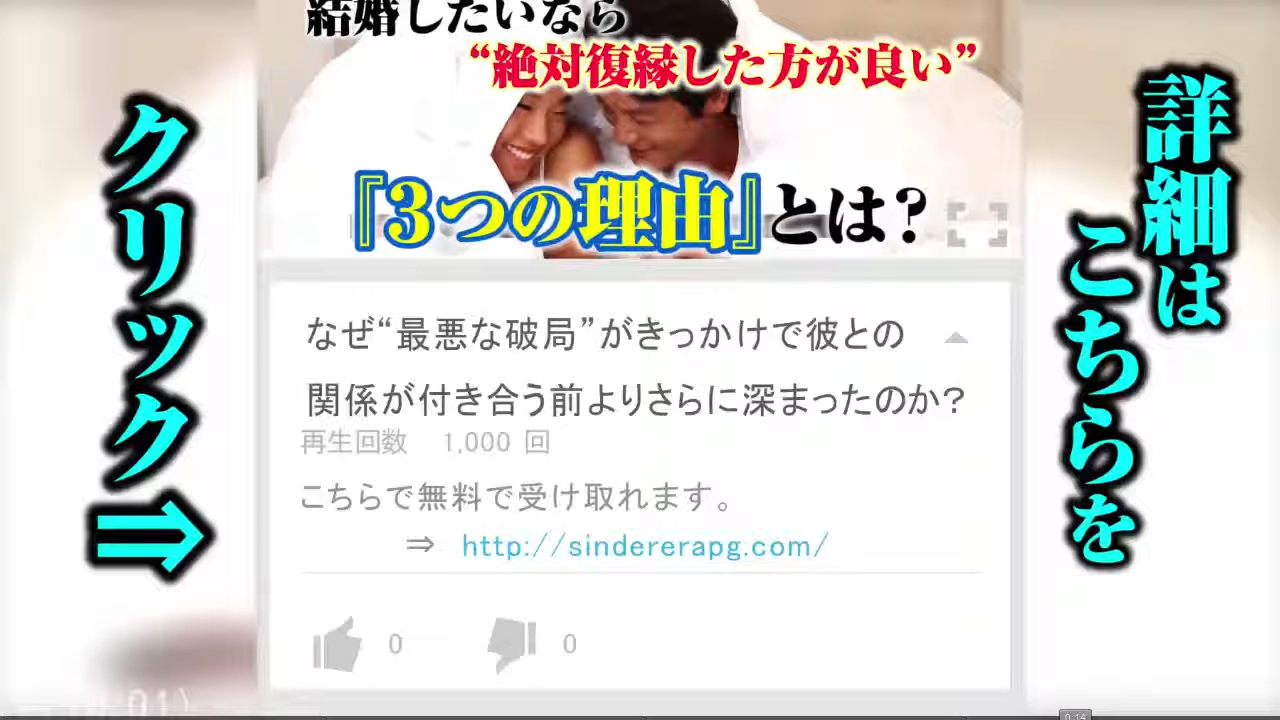 結婚したいなら
“絶対復縁した方が良い”
『3つの理由』とは?
詳細は
こちらを
クリック⇒
なぜ“最悪な破局”がきっかけで彼との
関係が付き合う前よりさらに深まったのか?
再生回数 1,000 回
こちらで無料で受け取れます。
⇒ http://sindererapg.com/
0 0
0:14